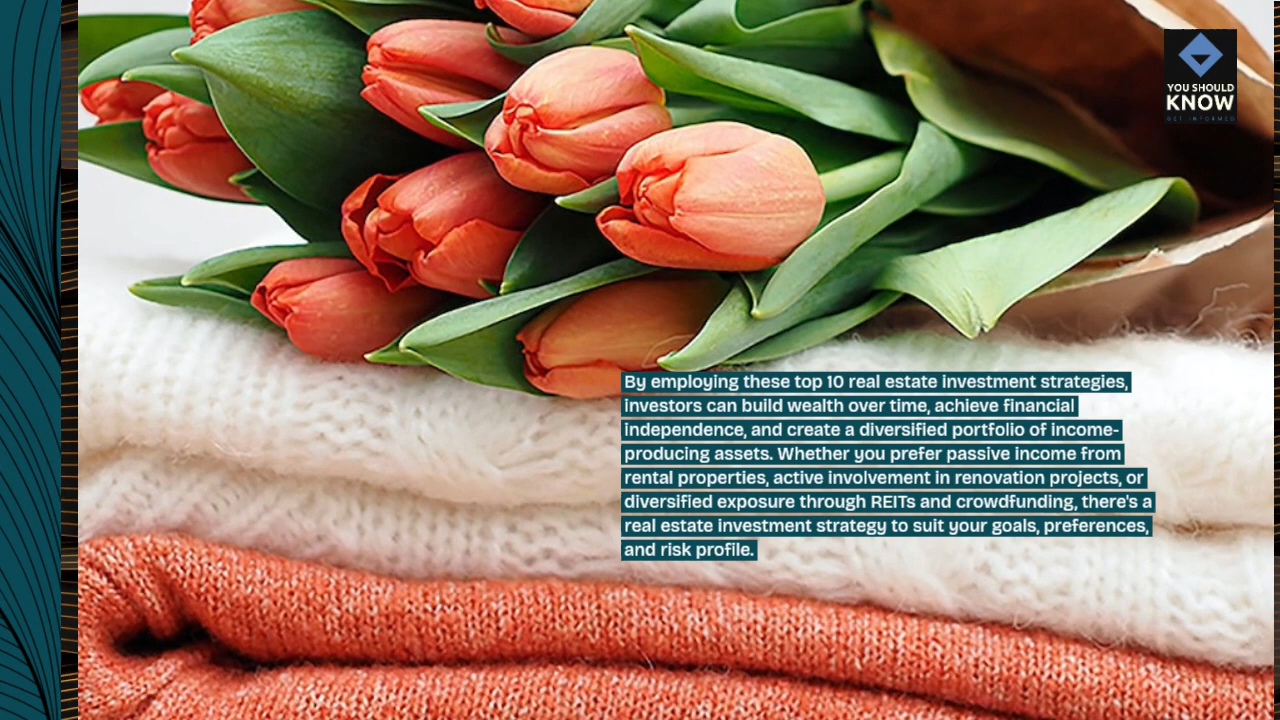 YOU SHOULD
KNOW
GET INFORMED
By employing these top 10 real estate investment strategies,
investors can build wealth over time, achieve financial
independence, and create a diversified portfolio of income-
producing assets. Whether you prefer passive income from
rental properties, active involvement in renovation projects, or
diversified exposure through REITs and crowdfunding, there's a
real estate investment strategy to suit your goals, preferences,
and risk profile.